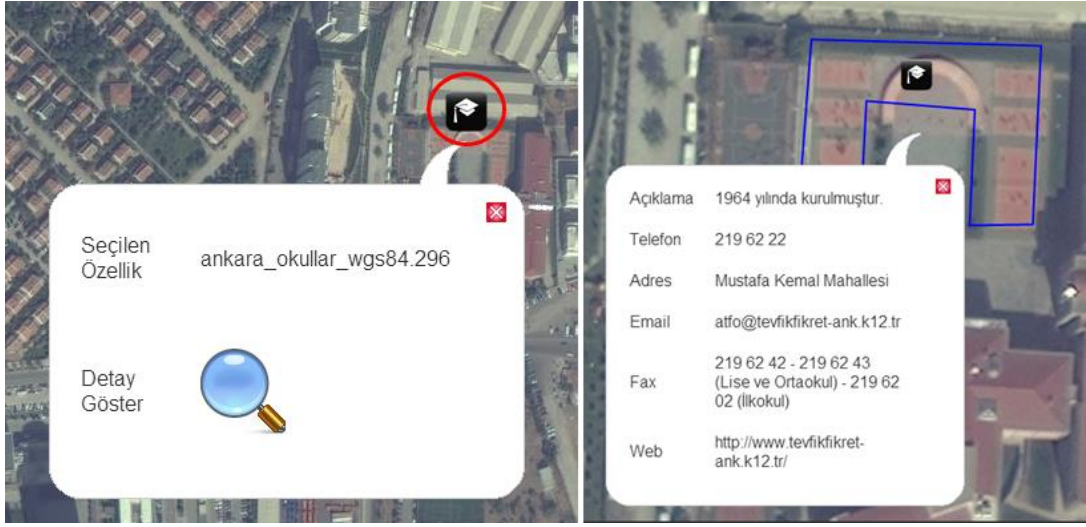 Seçilen
Özellik
ankara_okullar_wgs84.296
Detay
Göster
Açıklama 1964 yılında kurulmuştur.
Telefon 219 62 22
Adres Mustafa Kemal Mahallesi
Email atfo@tevfikfikret-ank.k12.tr
Fax
219 62 42 - 219 62 43
(Lise ve Ortaokul) - 219 62
02 (İlkokul)
Web
http://www.tevfikfikret-
ank.k12.tr/